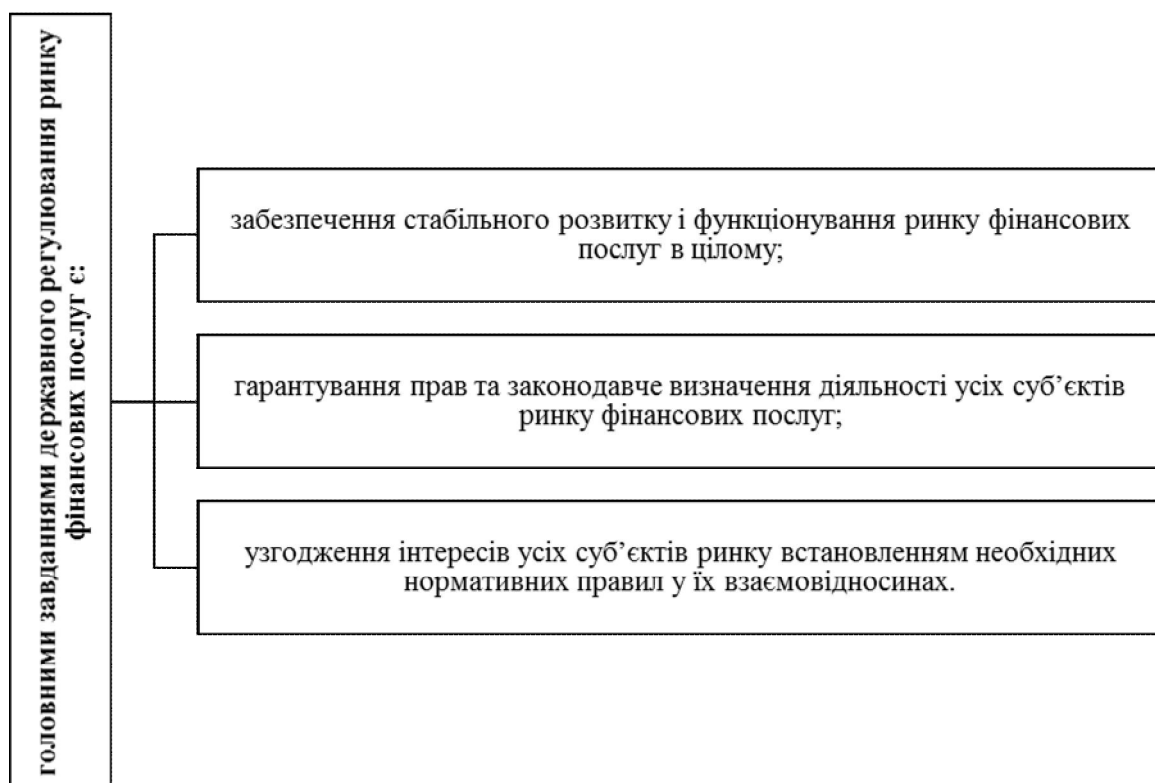 головними завданнями державного регулювання ринку
фінансових послуг є:
забезпечення стабільного розвитку і функціонування ринку фінансових
послуг в цілому;
гарантування прав та законодавче визначення діяльності усіх суб’єктів
ринку фінансових послуг;
узгодження інтересів усіх суб’єктів ринку встановленням необхідних
нормативних правил у їх взаємовідносинах.